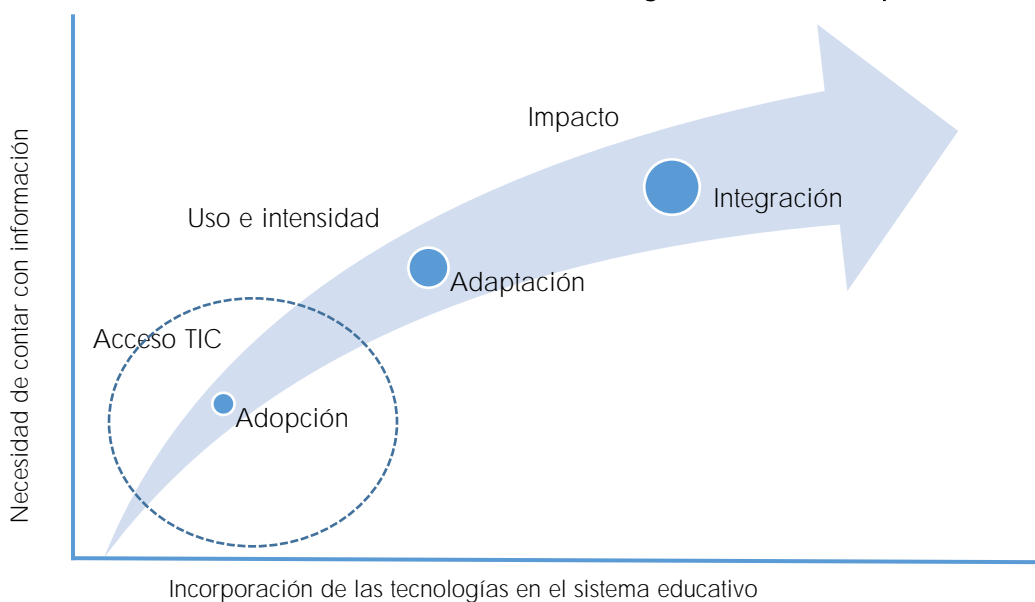 Impacto
Integración
Uso e intensidad
Adaptación
Acceso TIC
Adopción
Necesidad de contar con información
Incorporación de las tecnologías en el sistema educativo